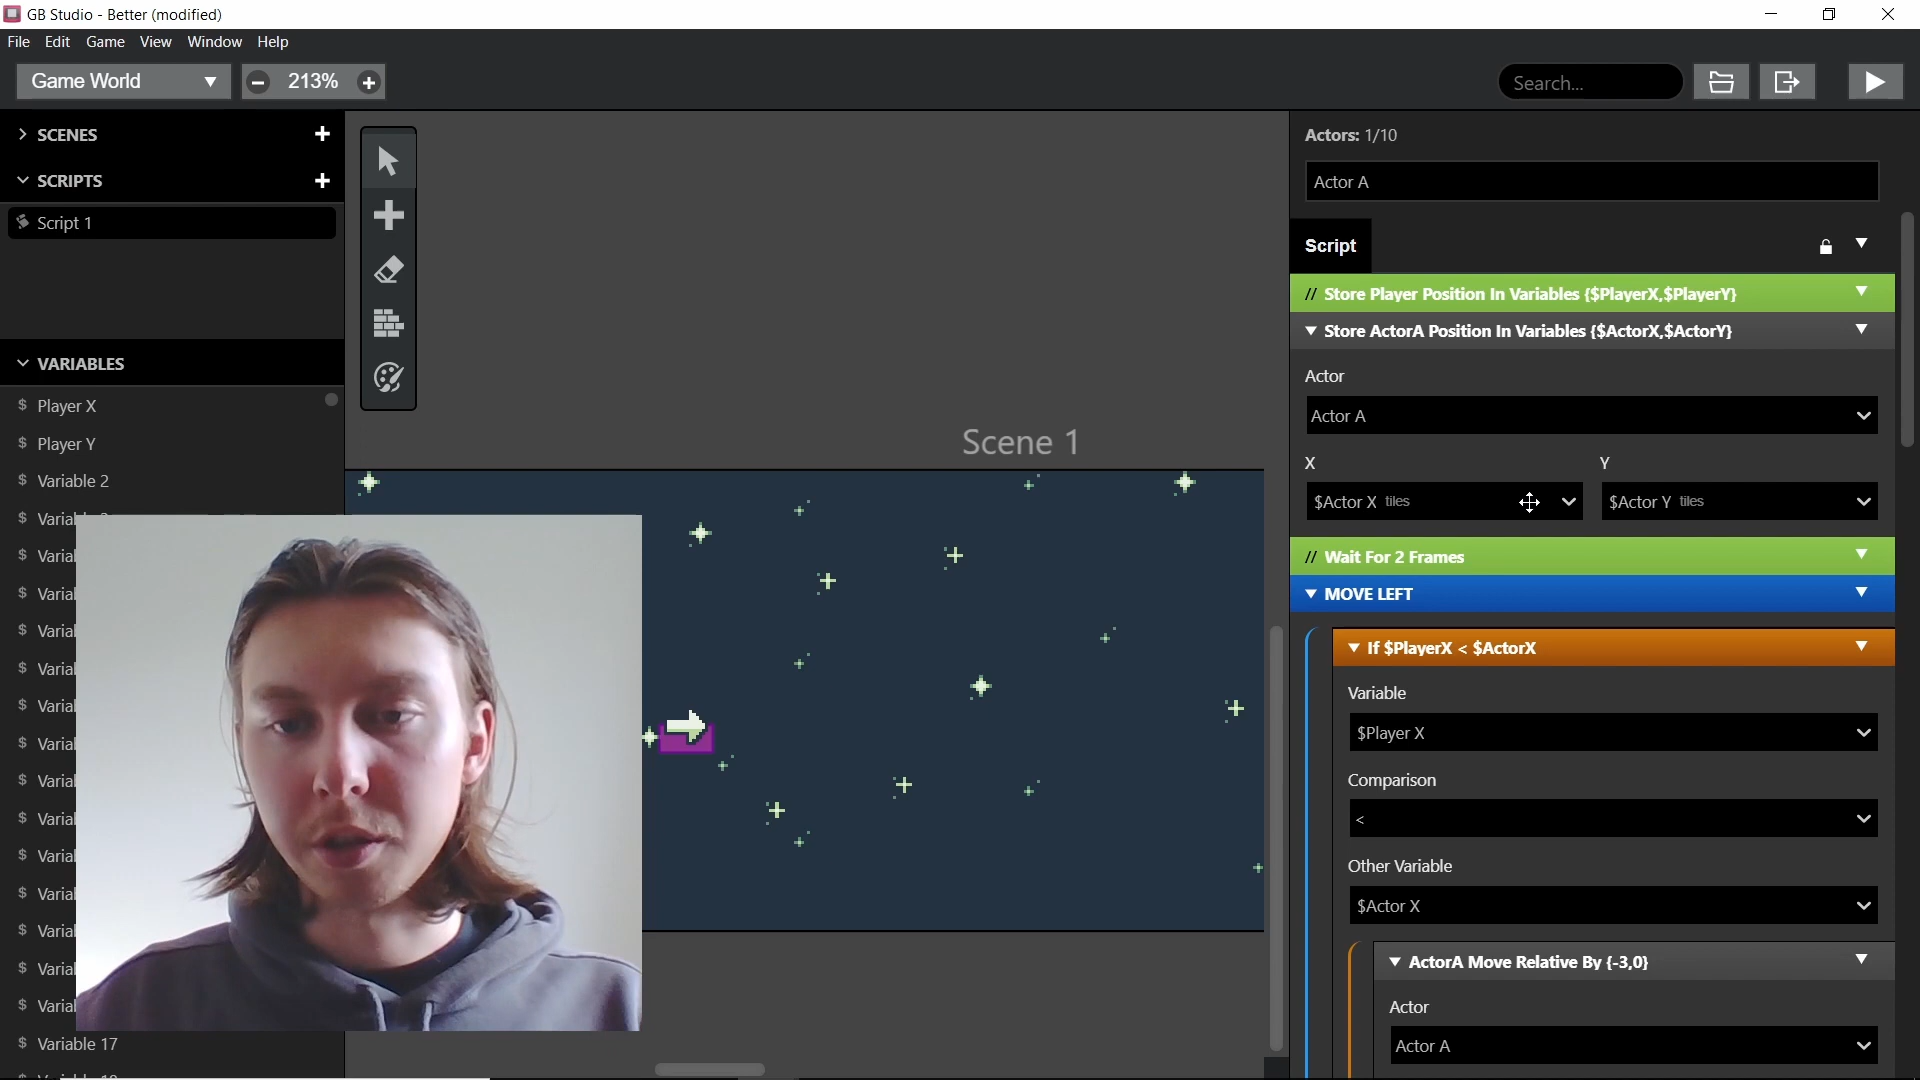 GB Studio - Better (modified)
File Edit Game View Window Help
Game World
213%
Search...
SCENES
SCRIPTS
Script 1
VARIABLES
$ Player X
$ Player Y
$ Variable 2
$
$
$
$
$
$
$
$
$
$
$
$
$
$
$ Variable 17
Scene 1
Actors: 1/10
Actor A
Script
// Store Player Position In Variables {$PlayerX,$PlayerY}
Store ActorA Position In Variables {$ActorX,$ActorY}
Actor
Actor A
X Y
$Actor X tiles $Actor Y tiles
// Wait For 2 Frames
MOVE LEFT
If $PlayerX < $ActorX
Variable
$Player X
Comparison
<
Other Variable
$Actor X
ActorA Move Relative By {-3,0}
Actor
Actor A